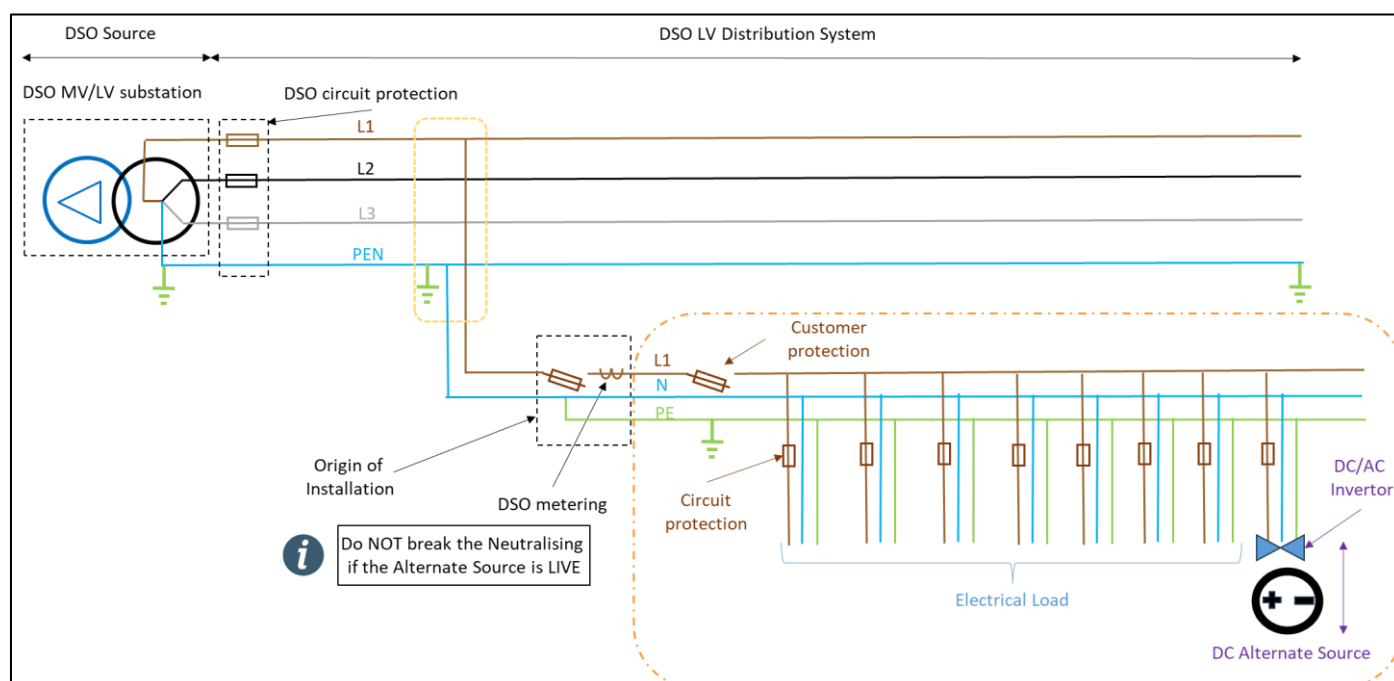 DSO Source
DSO LV Distribution System
DSO MV/LV substation
DSO circuit protection
L1
L2
L3
PEN
Customer
protection
L1
N
PE
Origin of
Installation
DSO metering
Circuit
protection
DC/AC
Invertor
i
Do NOT break the Neutralising
if the Alternate Source is LIVE
Electrical Load
DC Alternate Source